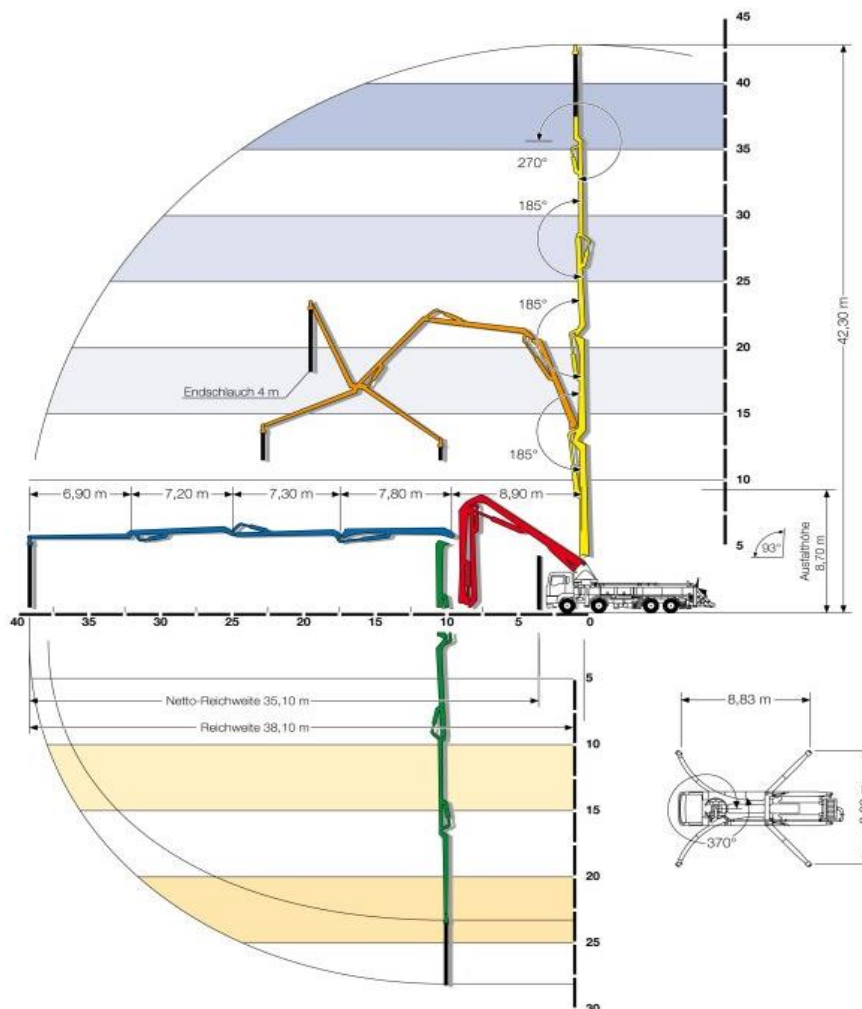 45
40
35
270°
185°
30
25
185°
42,30 m
20
Endschlauch 4 m
15
185°
10
6,90 m
7,20 m
7,30 m
7,80 m
8,90 m
5
93°
Ausfalthöhe
8,70 m
40 35 30 25 20 15 10 5 0
5
Netto-Reichweite 35,10 m
8,83 m
Reichweite 38,10 m
10
15
370°
20
25
30